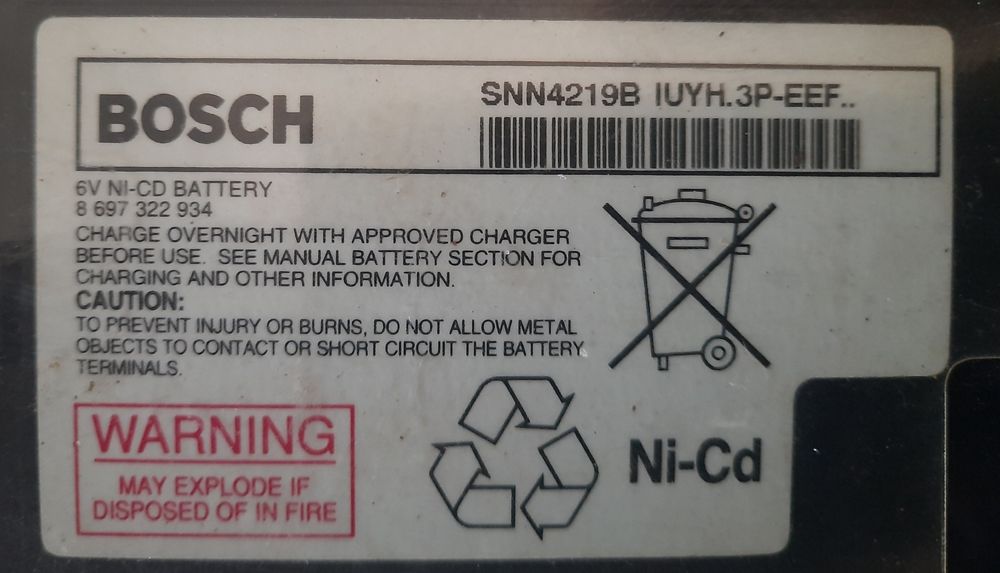 BOSCH
SNN4219B IUYH.3P-EEF..
6V NI-CD BATTERY
8 697 322 934
CHARGE OVERNIGHT WITH APPROVED CHARGER
BEFORE USE. SEE MANUAL BATTERY SECTION FOR
CHARGING AND OTHER INFORMATION.
CAUTION:
TO PREVENT INJURY OR BURNS, DO NOT ALLOW METAL
OBJECTS TO CONTACT OR SHORT CIRCUIT THE BATTERY
TERMINALS.
WARNING
MAY EXPLODE IF
DISPOSED OF IN FIRE
Ni-Cd